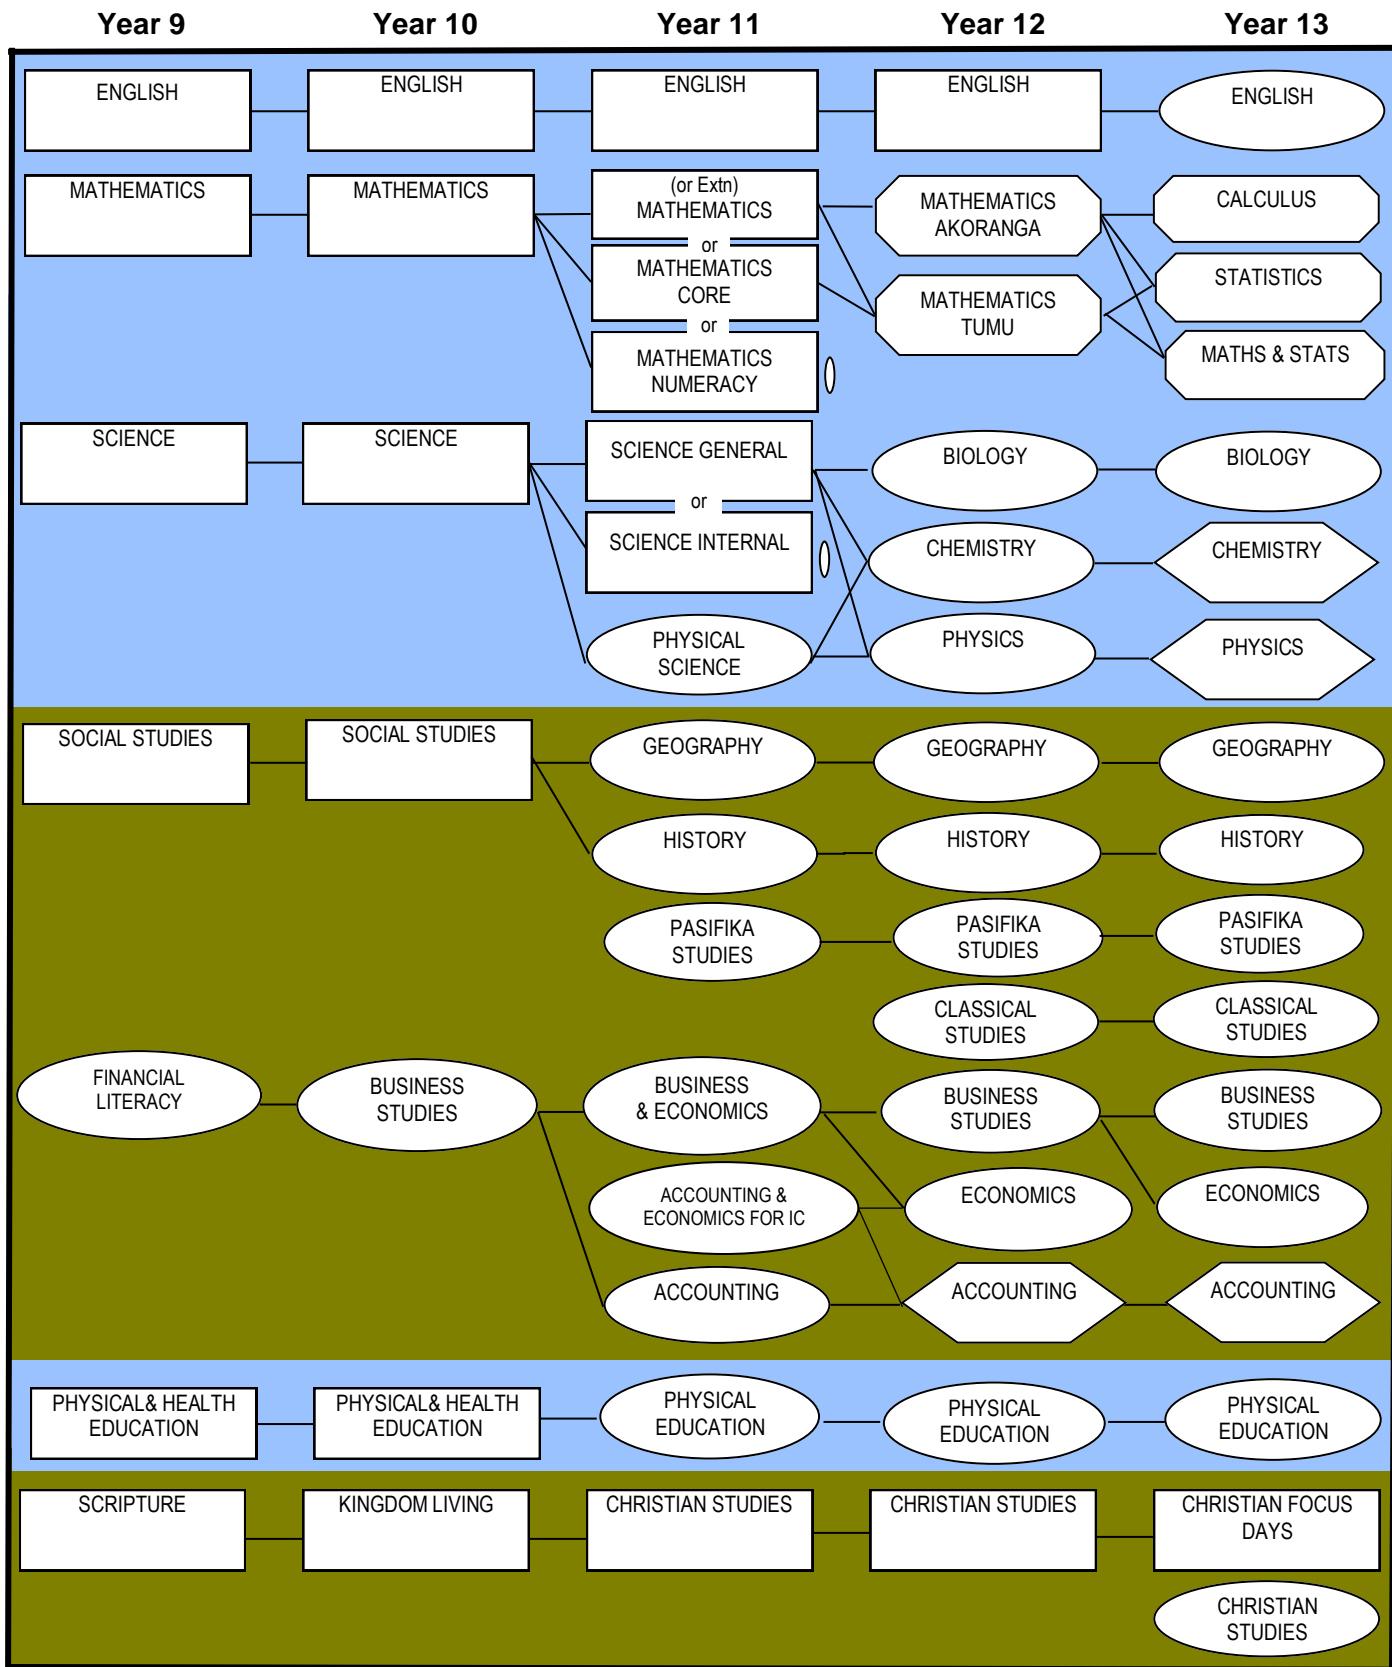 Year 9 Year 10 Year 11 Year 12 Year 13
ENGLISH
ENGLISH
ENGLISH
ENGLISH
ENGLISH
MATHEMATICS
MATHEMATICS
(or Extn)
MATHEMATICS
or
MATHEMATICS
CORE
or
MATHEMATICS
NUMERACY
MATHEMATICS
AKORANGA
MATHEMATICS
TUMU
CALCULUS
STATISTICS
MATHS & STATS
SCIENCE
SCIENCE
SCIENCE GENERAL
or
SCIENCE INTERNAL
PHYSICAL
SCIENCE
BIOLOGY
CHEMISTRY
PHYSICS
BIOLOGY
CHEMISTRY
PHYSICS
SOCIAL STUDIES
SOCIAL STUDIES
GEOGRAPHY
GEOGRAPHY
GEOGRAPHY
HISTORY
HISTORY
HISTORY
PASIFIKA
STUDIES
PASIFIKA
STUDIES
PASIFIKA
STUDIES
CLASSICAL
STUDIES
CLASSICAL
STUDIES
FINANCIAL
LITERACY
BUSINESS
STUDIES
BUSINESS
& ECONOMICS
BUSINESS
STUDIES
BUSINESS
STUDIES
ACCOUNTING &
ECONOMICS FOR IC
ECONOMICS
ECONOMICS
ACCOUNTING
ACCOUNTING
ACCOUNTING
PHYSICAL& HEALTH
EDUCATION
PHYSICAL& HEALTH
EDUCATION
PHYSICAL
EDUCATION
PHYSICAL
EDUCATION
PHYSICAL
EDUCATION
SCRIPTURE
KINGDOM LIVING
CHRISTIAN STUDIES
CHRISTIAN STUDIES
CHRISTIAN FOCUS
DAYS
CHRISTIAN
STUDIES